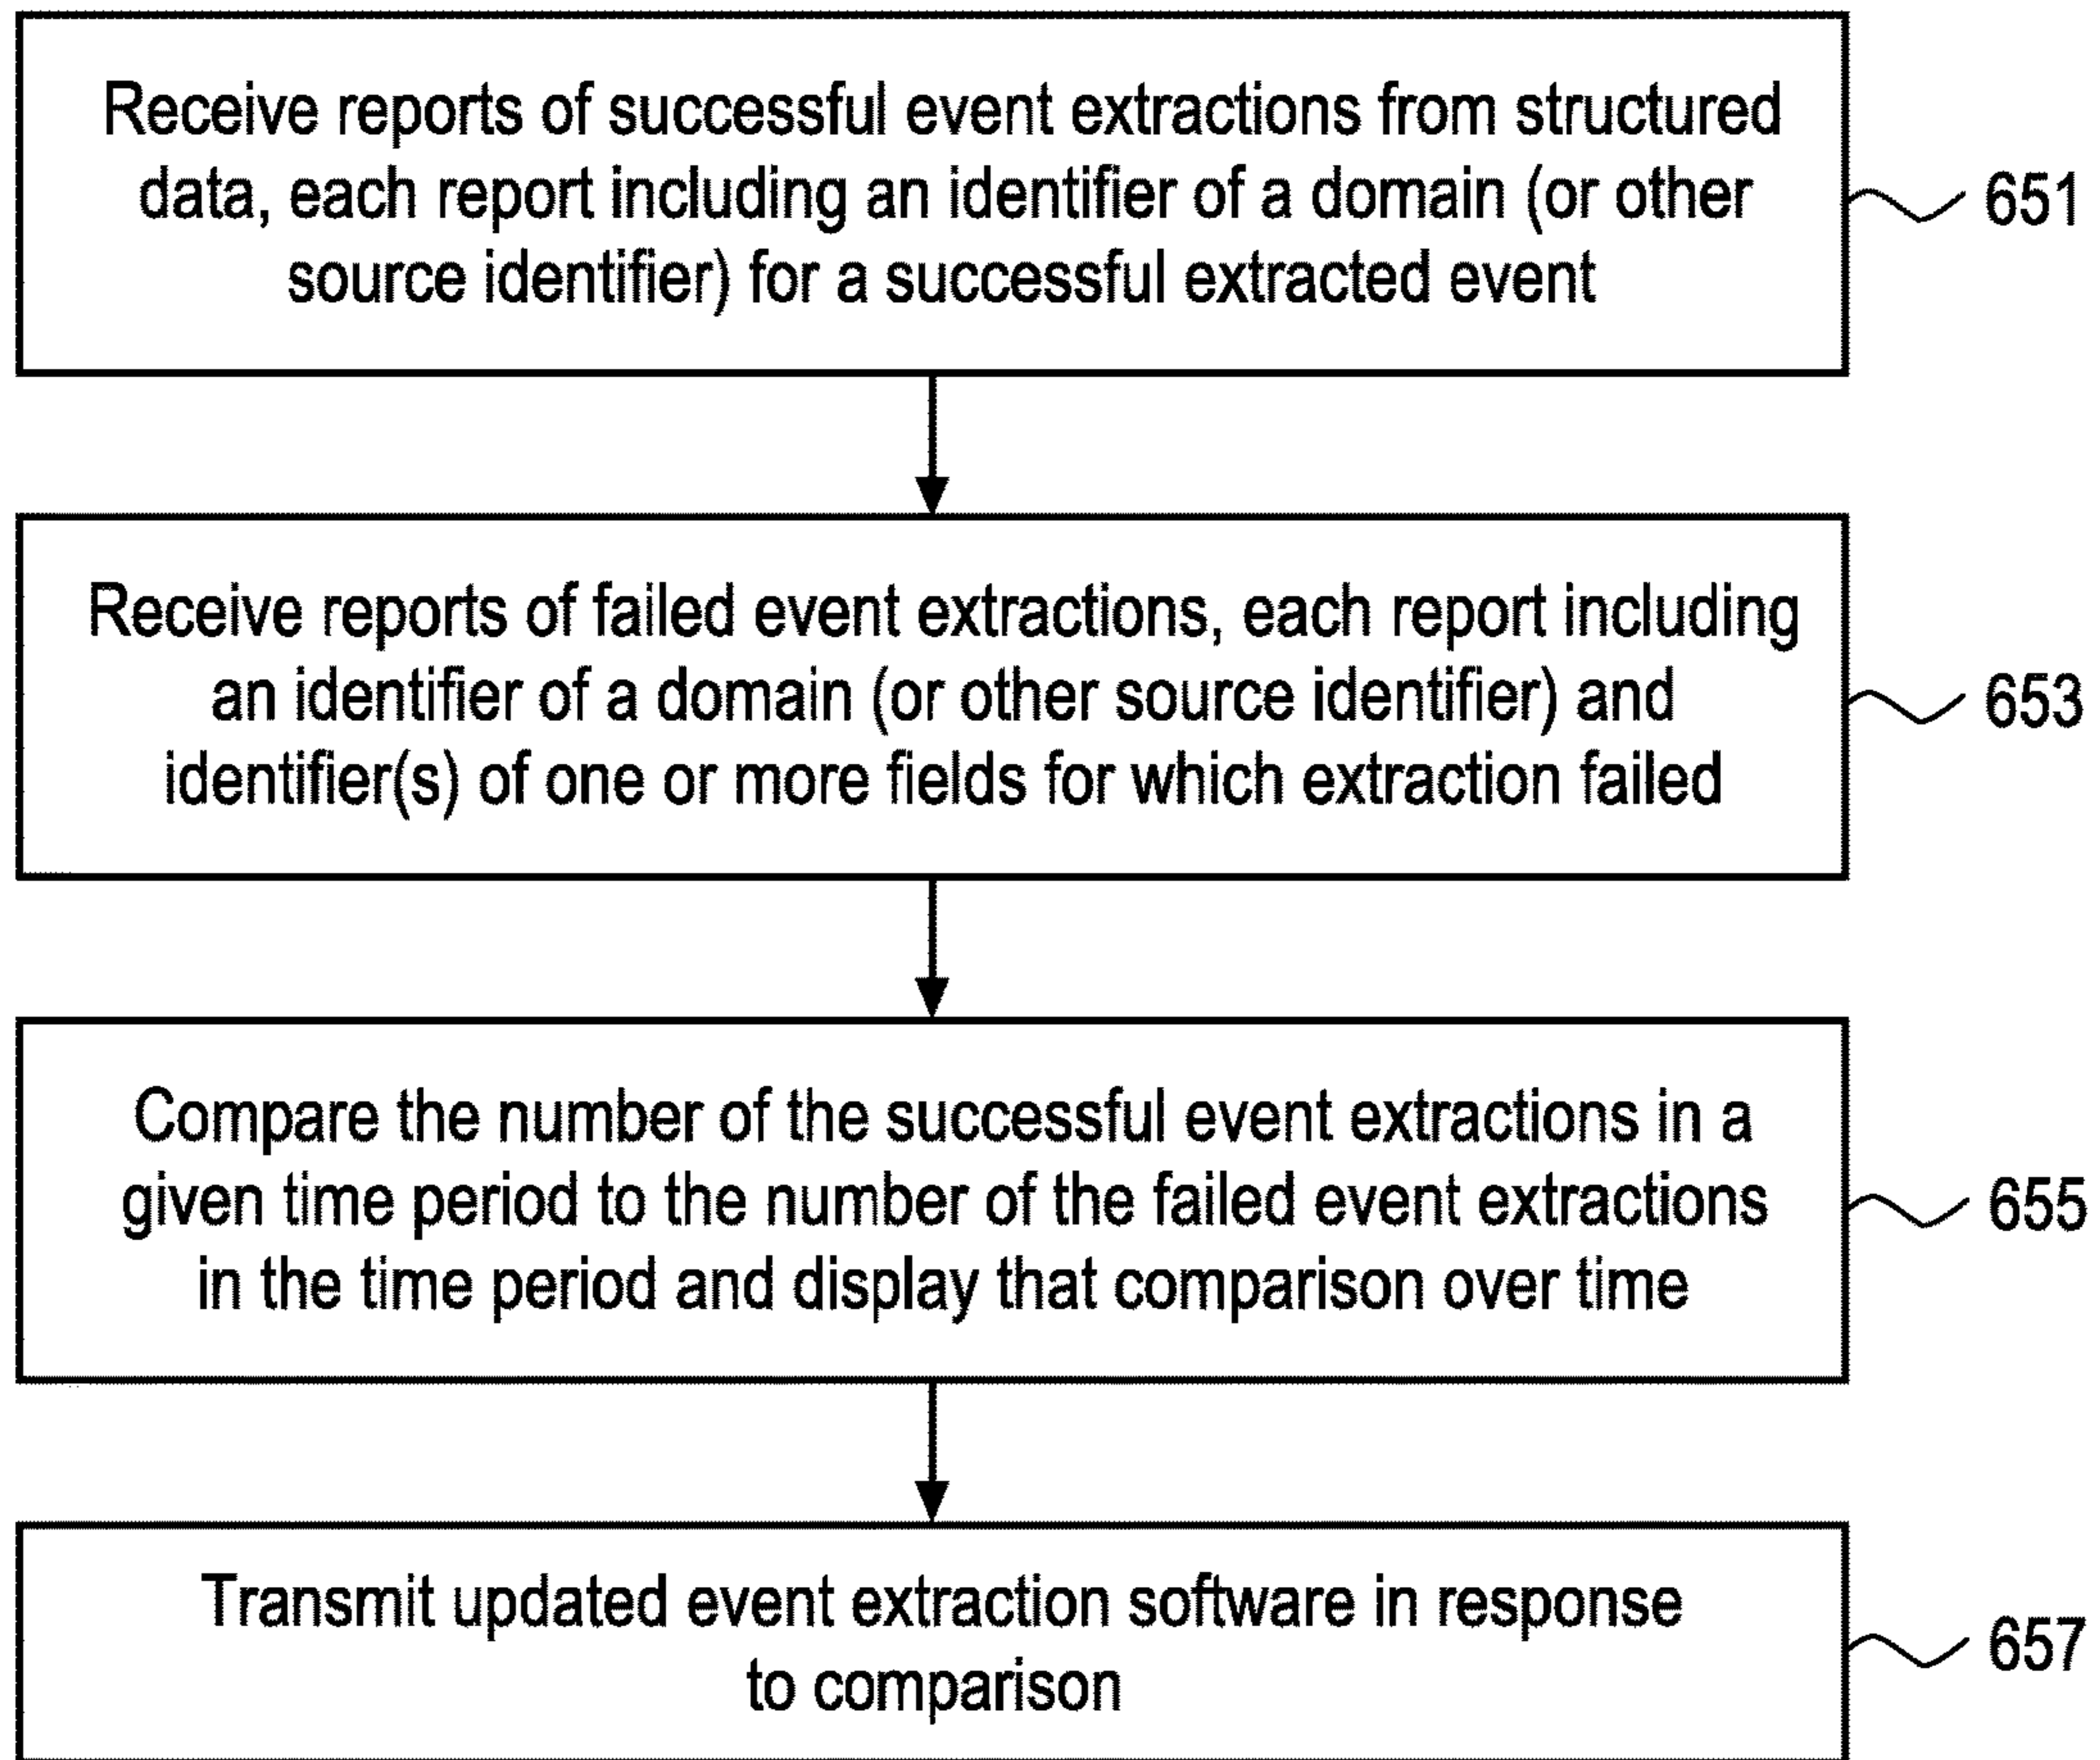 Receive reports of successful event extractions from structured
data, each report including an identifier of a domain (or other
source identifier) for a successful extracted event
651
Receive reports of failed event extractions, each report including
an identifier of a domain (or other source identifier) and
identifier(s) of one or more fields for which extraction failed
653
Compare the number of the successful event extractions in a
given time period to the number of the failed event extractions
in the time period and display that comparison over time
655
Transmit updated event extraction software in response
to comparison
657